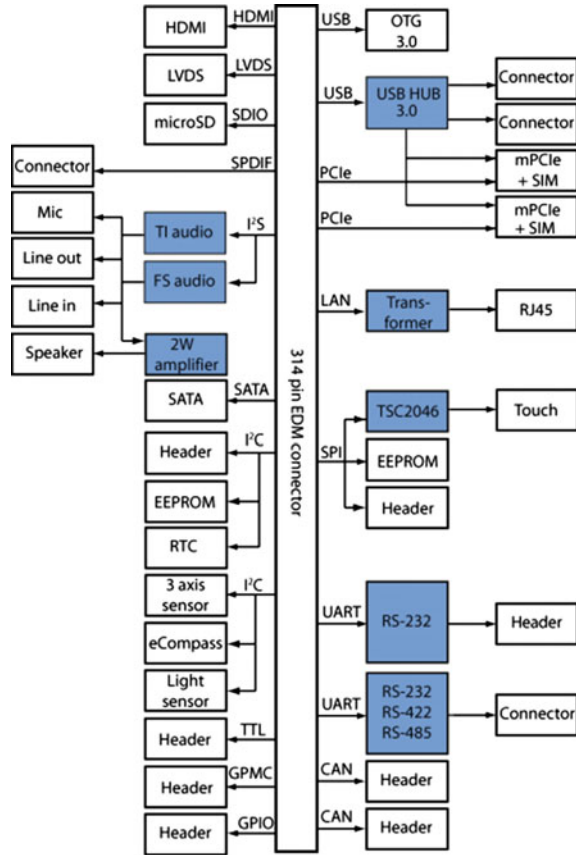 HDMI
HDMI
LVDS
LVDS
microSD
SDIO
Connector
SPDIF
Mic
TI audio
I²S
Line out
FS audio
Line in
Speaker
2W
amplifier
SATA
SATA
Header
I²C
EEPROM
RTC
3 axis
sensor
I²C
eCompass
Light
sensor
Header
TTL
Header
GPMC
Header
GPIO
314 pin EDM connector
USB
OTG
3.0
USB
USB HUB
3.0
Connector
Connector
PCIe
mPCIe
+ SIM
PCIe
mPCIe
+ SIM
LAN
Trans-
former
RJ45
SPI
TSC2046
Touch
EEPROM
Header
UART
RS-232
Header
UART
RS-232
RS-422
RS-485
Connector
CAN
Header
CAN
Header